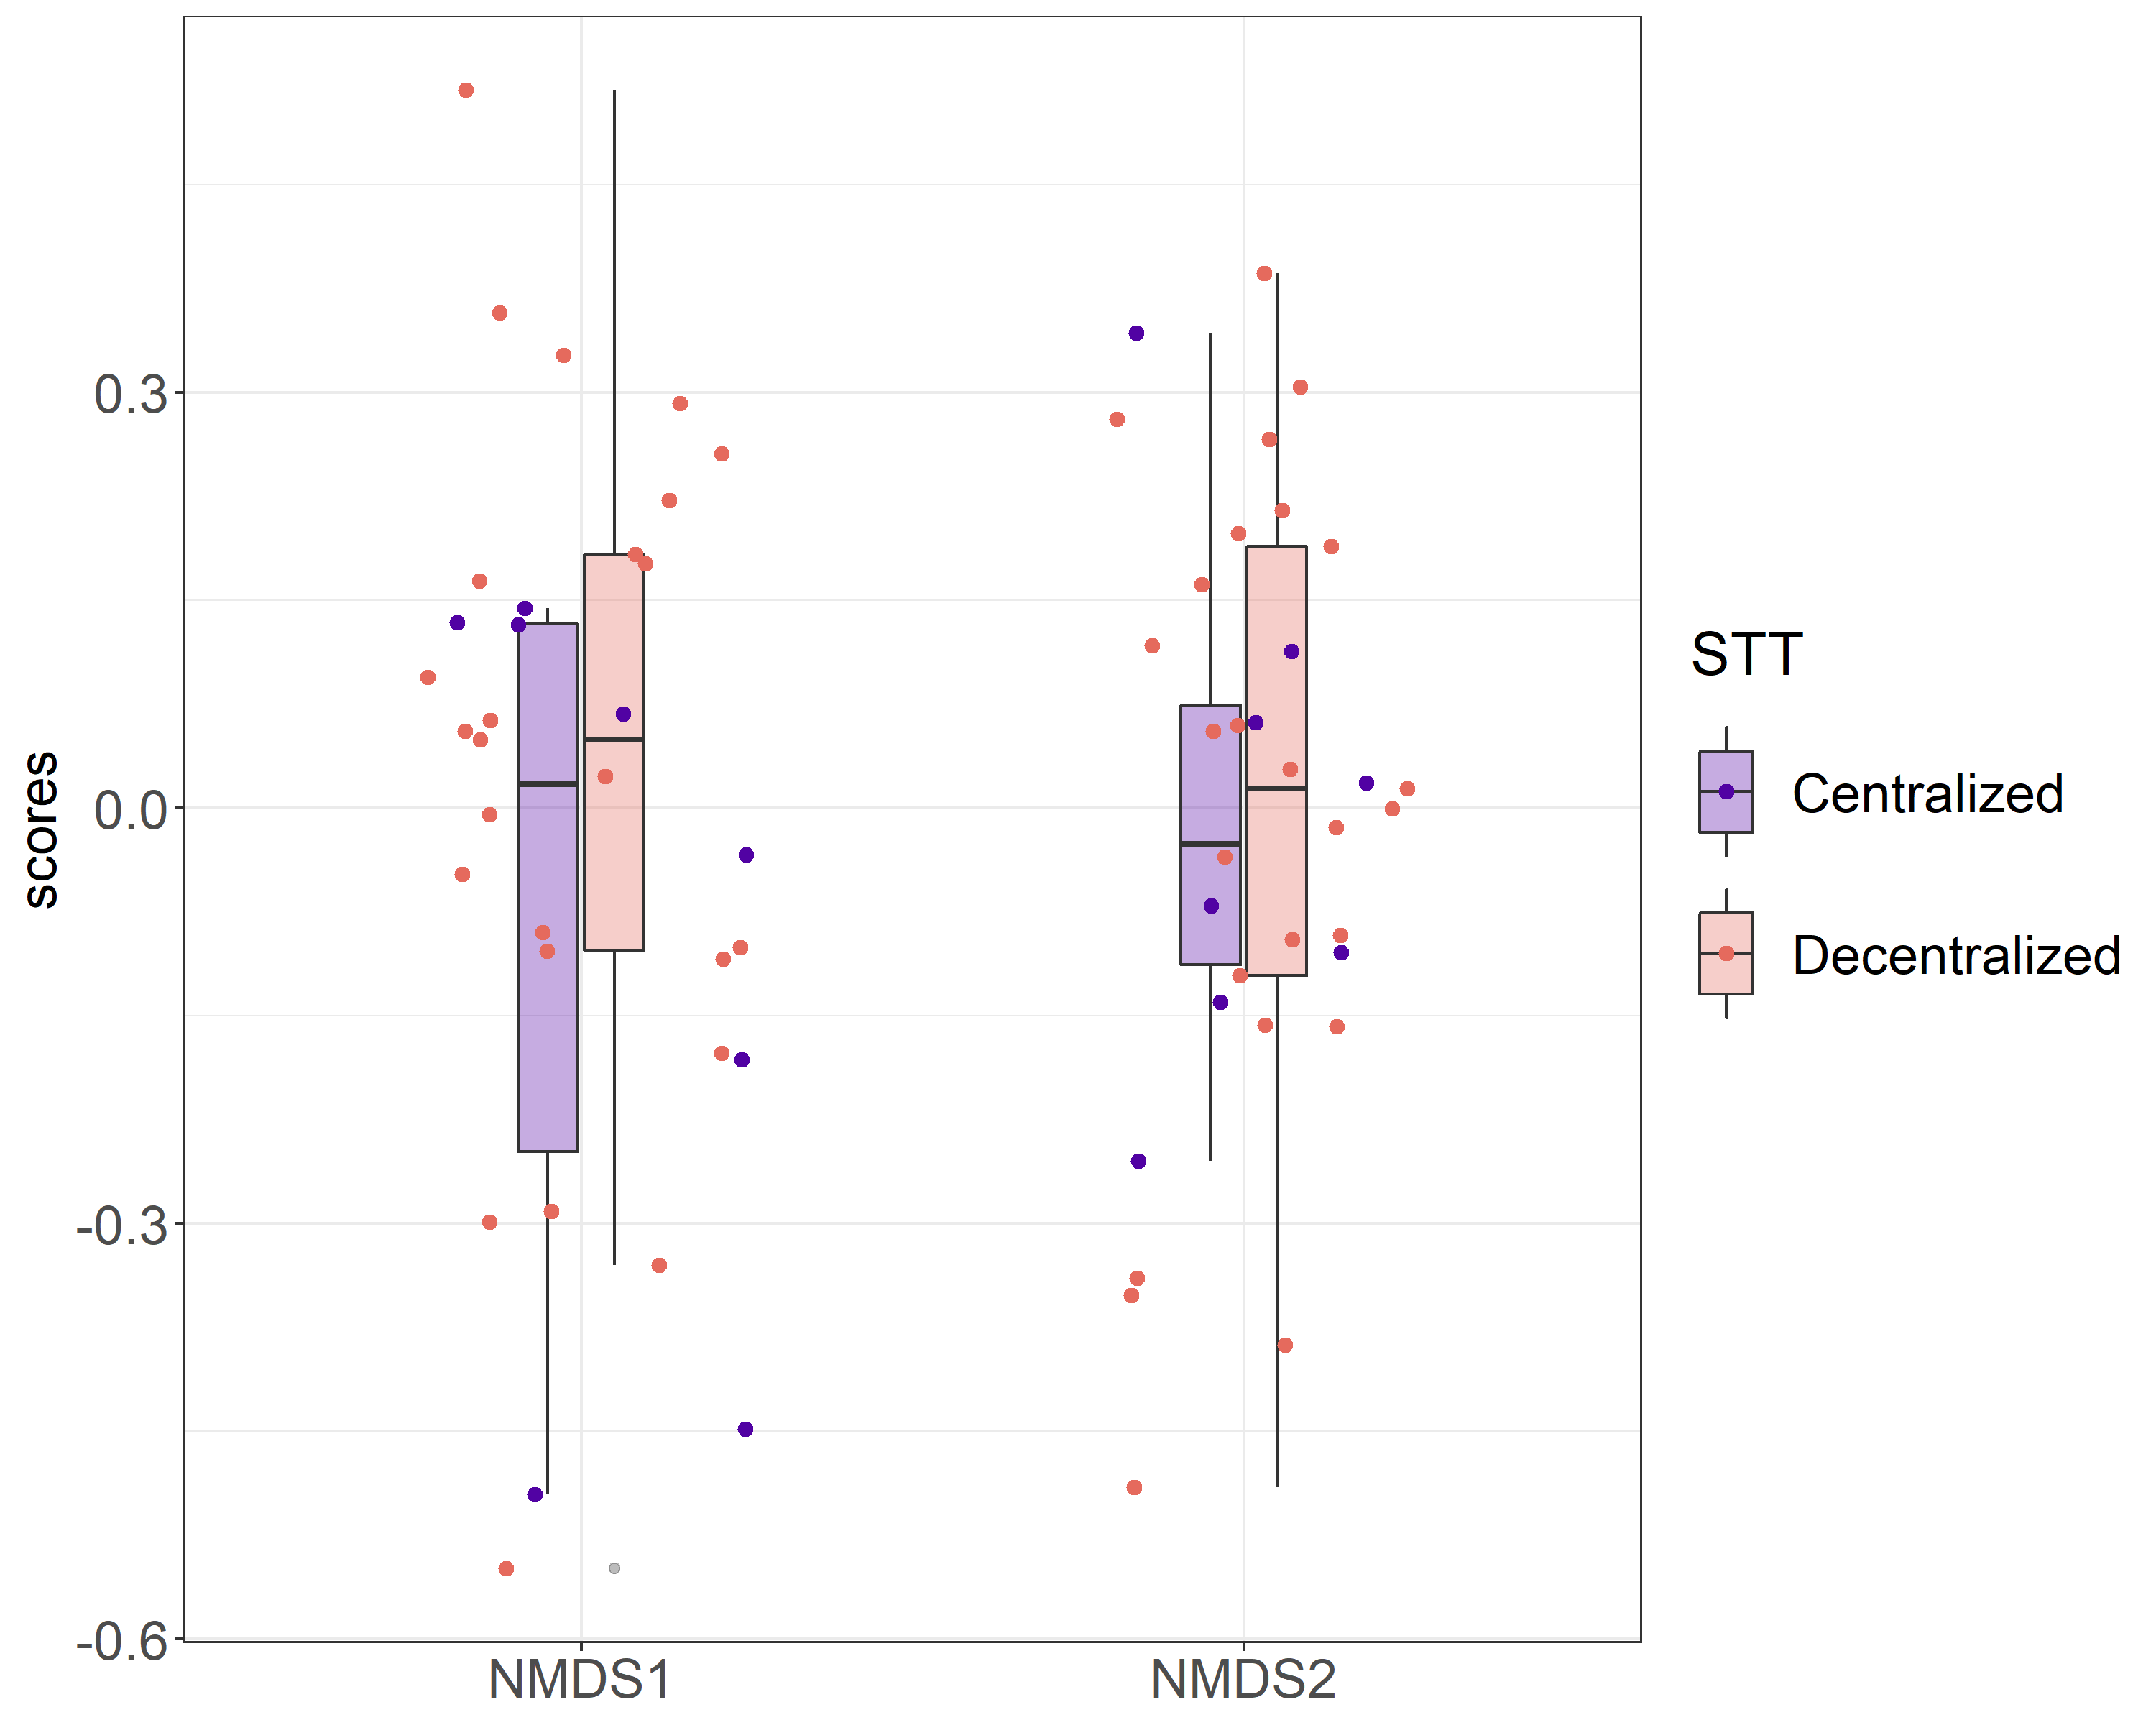 scores
0.3
0.0
-0.3
-0.6
NMDS1
NMDS2
STT
Centralized
Decentralized